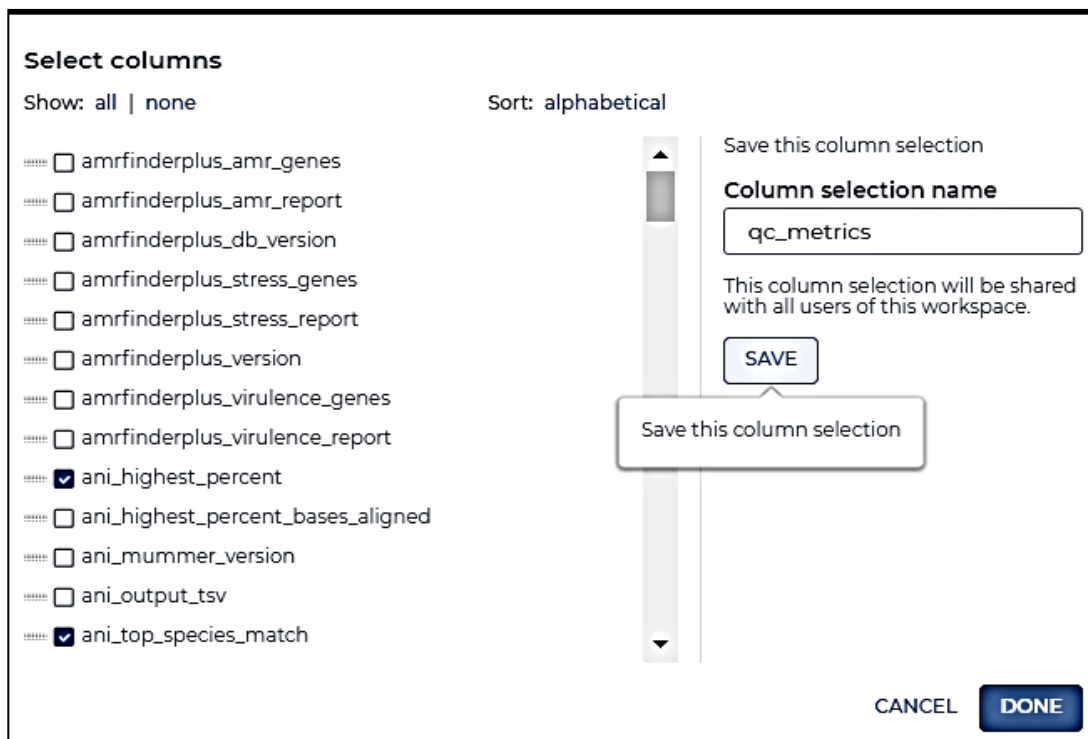 Select columns
Show: all | none
Sort: alphabetical
amrfinderplus_amr_genes
amrfinderplus_amr_report
amrfinderplus_db_version
amrfinderplus_stress_genes
amrfinderplus_stress_report
amrfinderplus_version
amrfinderplus_virulence_genes
amrfinderplus_virulence_report
ani_highest_percent
ani_highest_percent_bases_aligned
ani_mummer_version
ani_output_tsv
ani_top_species_match
Save this column selection
Column selection name
qc_metrics
This column selection will be shared
with all users of this workspace.
SAVE
Save this column selection
CANCEL
DONE